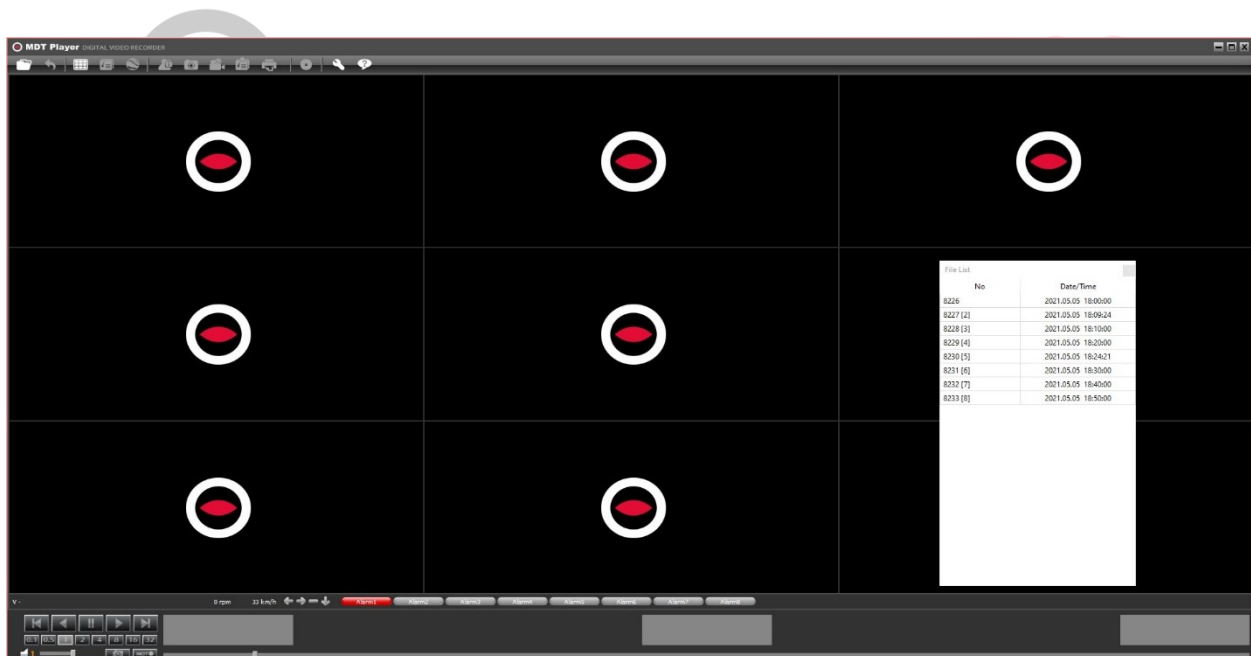 MDT Player DIGITAL VIDEO RECORDER
File List
No Date/Time
8226 2021.05.05 18:00:00
8227 [2] 2021.05.05 18:09:24
8228 [3] 2021.05.05 18:10:00
8229 [4] 2021.05.05 18:20:00
8230 [5] 2021.05.05 18:24:21
8231 [6] 2021.05.05 18:30:00
8232 [7] 2021.05.05 18:40:00
8233 [8] 2021.05.05 18:50:00
V - 0 rpm 33 km/h Alarm1 Alarm2 Alarm3 Alarm4 Alarm5 Alarm6 Alarm7 Alarm8
0.1 0.5 1 2 4 8 16 32
1